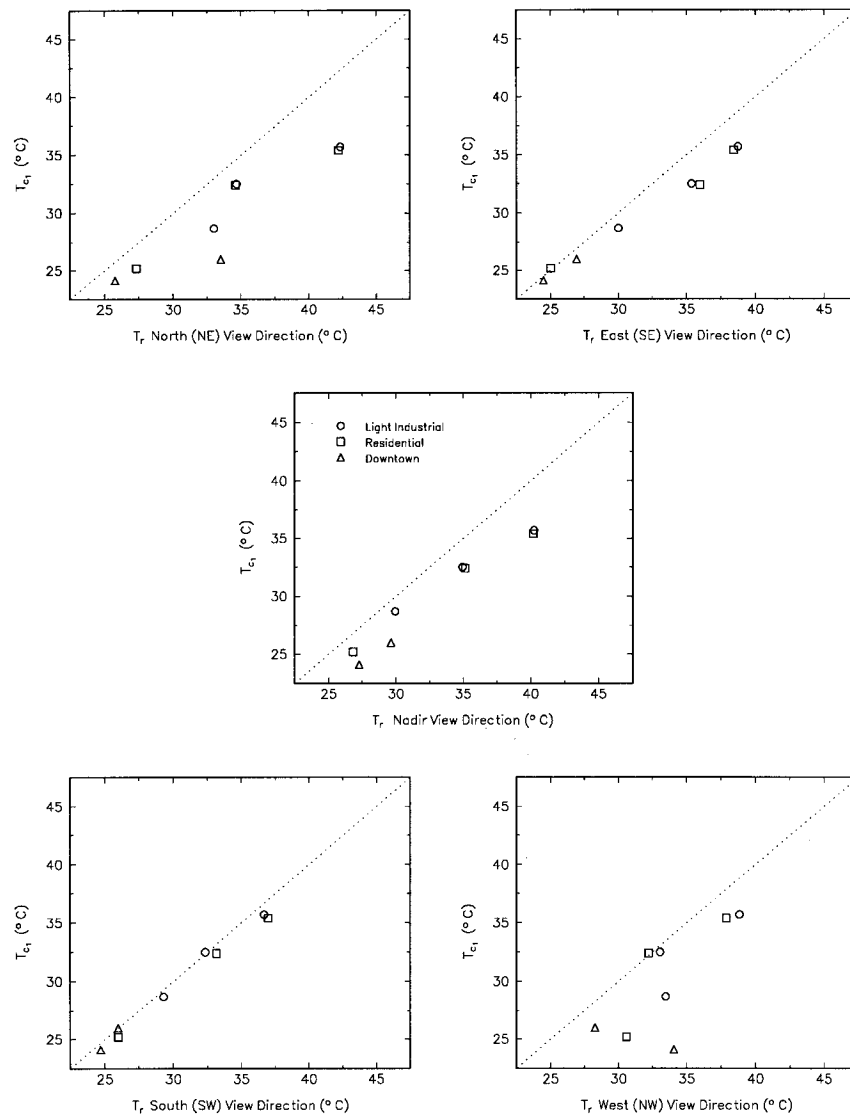 45
40
35
30
25
T_c1 (° C)
25 30 35 40 45
T_r North (NE) View Direction (° C)
45
40
35
30
25
T_c1 (° C)
25 30 35 40 45
T_r East (SE) View Direction (° C)
Light Industrial
Residential
Downtown
45
40
35
30
25
T_c1 (° C)
25 30 35 40 45
T_r Nadir View Direction (° C)
45
40
35
30
25
T_c1 (° C)
25 30 35 40 45
T_r South (SW) View Direction (° C)
45
40
35
30
25
T_c1 (° C)
25 30 35 40 45
T_r West (NW) View Direction (° C)